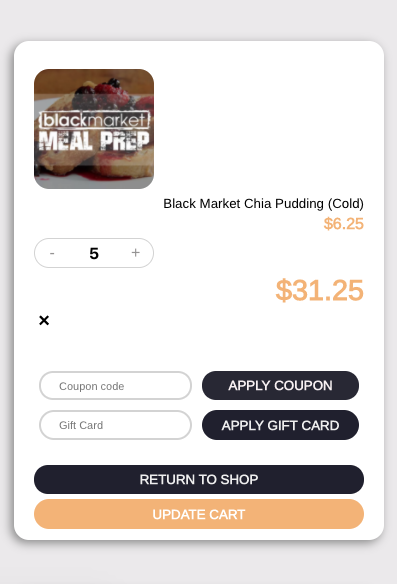 blackmarket
MEAL PREP
Black Market Chia Pudding (Cold)
$6.25
- 5 +
$31.25
×
Coupon code APPLY COUPON
Gift Card APPLY GIFT CARD
RETURN TO SHOP
UPDATE CART